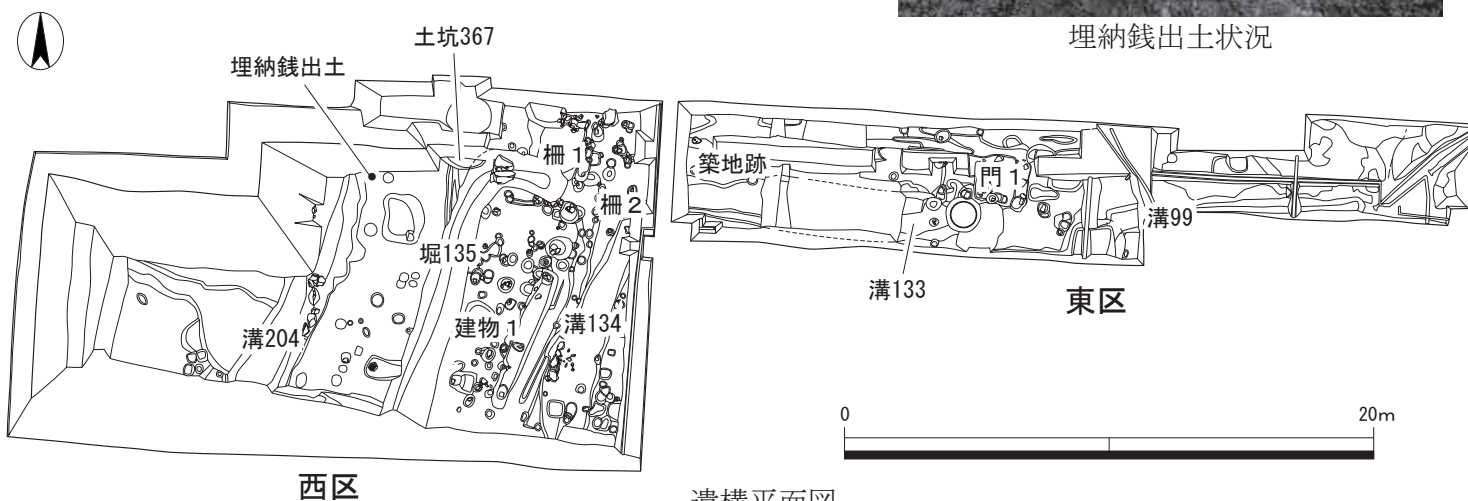 埋納銭出土状況
土坑367
埋納銭出土
柵1
築地跡
門1
柵2
溝99
堀135
溝133
東区
溝204
建物1
溝134
0
20m
西区
遺構平面図